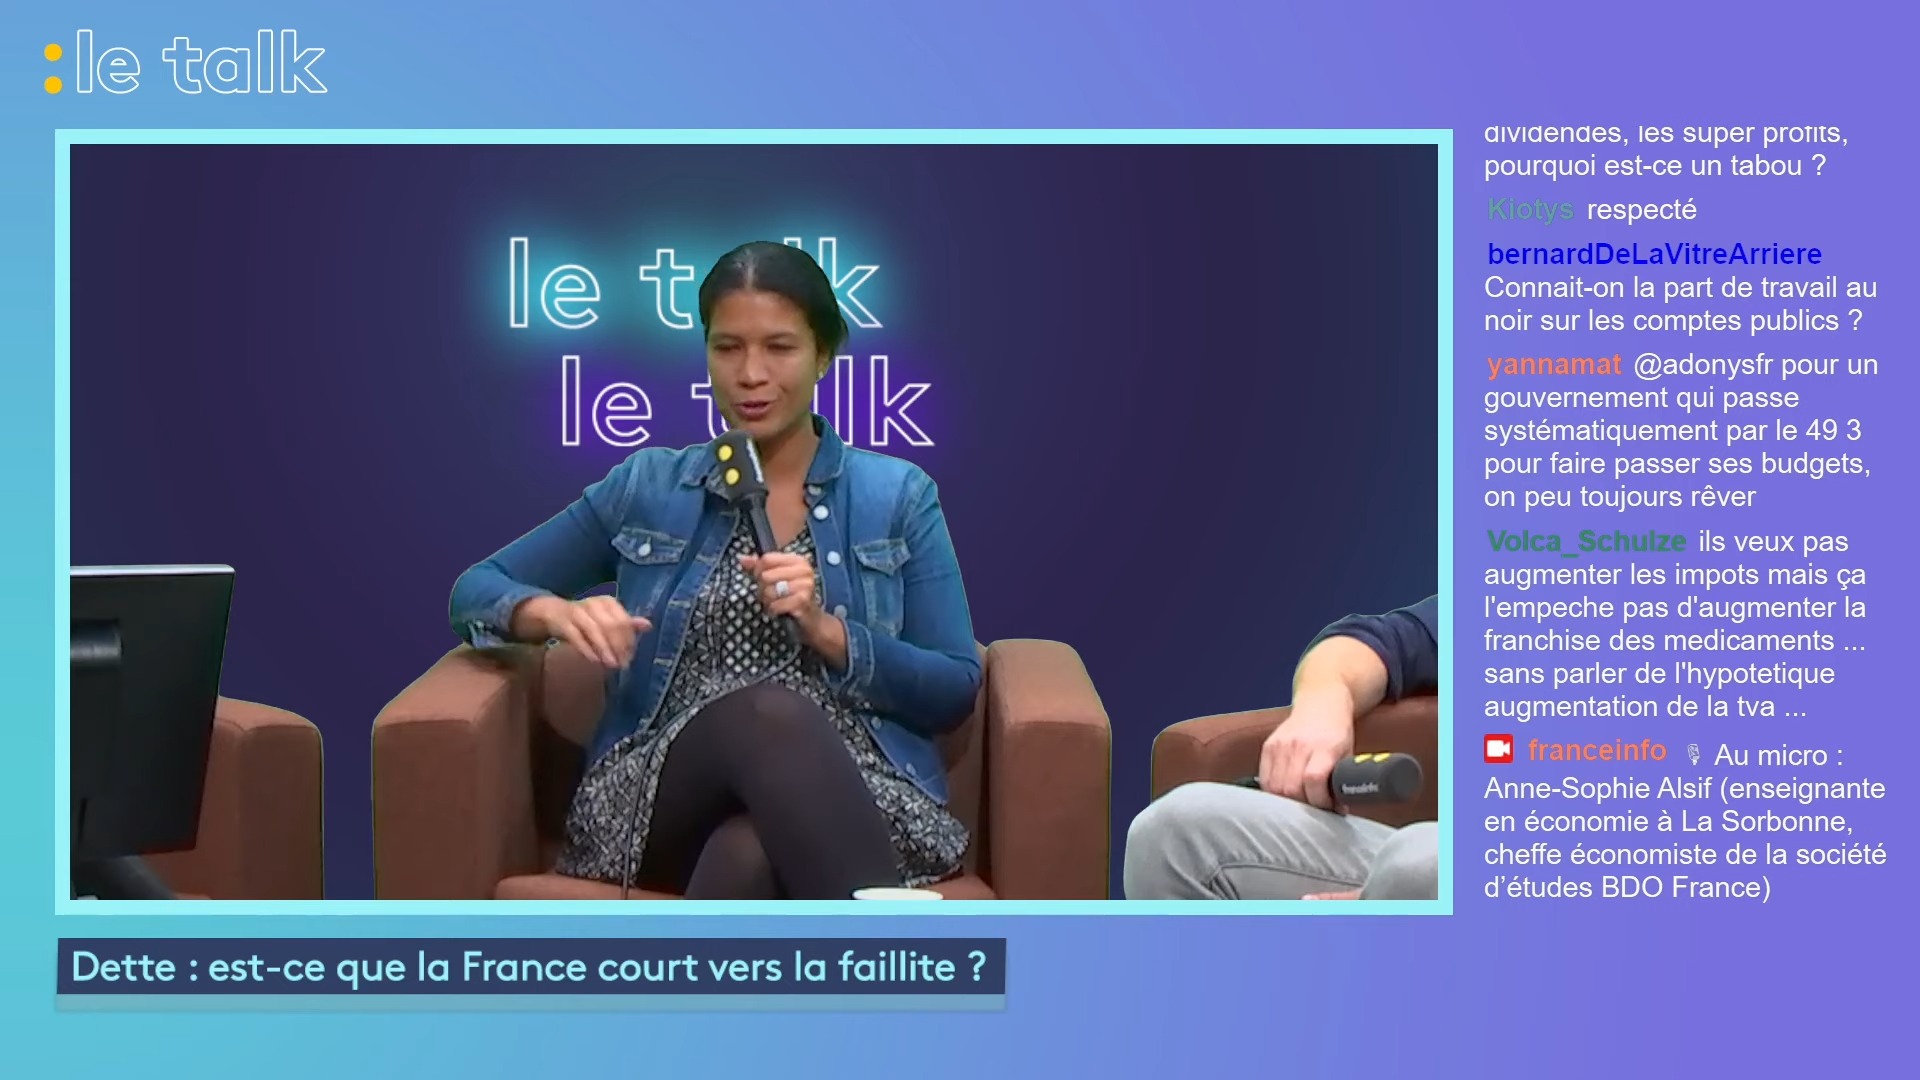 :le talk
le talk
le talk
dividendes, les super profits,
pourquoi est-ce un tabou ?
Kiotys respecté
bernardDeLaVitreArriere
Connait-on la part de travail au
noir sur les comptes publics ?
yannamat @adonysfr pour un
gouvernement qui passe
systématiquement par le 49 3
pour faire passer ses budgets,
on peu toujours rêver
Volca_Schulze ils veux pas
augmenter les impots mais ça
l'empeche pas d'augmenter la
franchise des medicaments ...
sans parler de l'hypotetique
augmentation de la tva ...
franceinfo 🎙 Au micro :
Anne-Sophie Alsif (enseignante
en économie à La Sorbonne,
cheffe économiste de la société
d’études BDO France)
franceinfo
Dette : est-ce que la France court vers la faillite ?